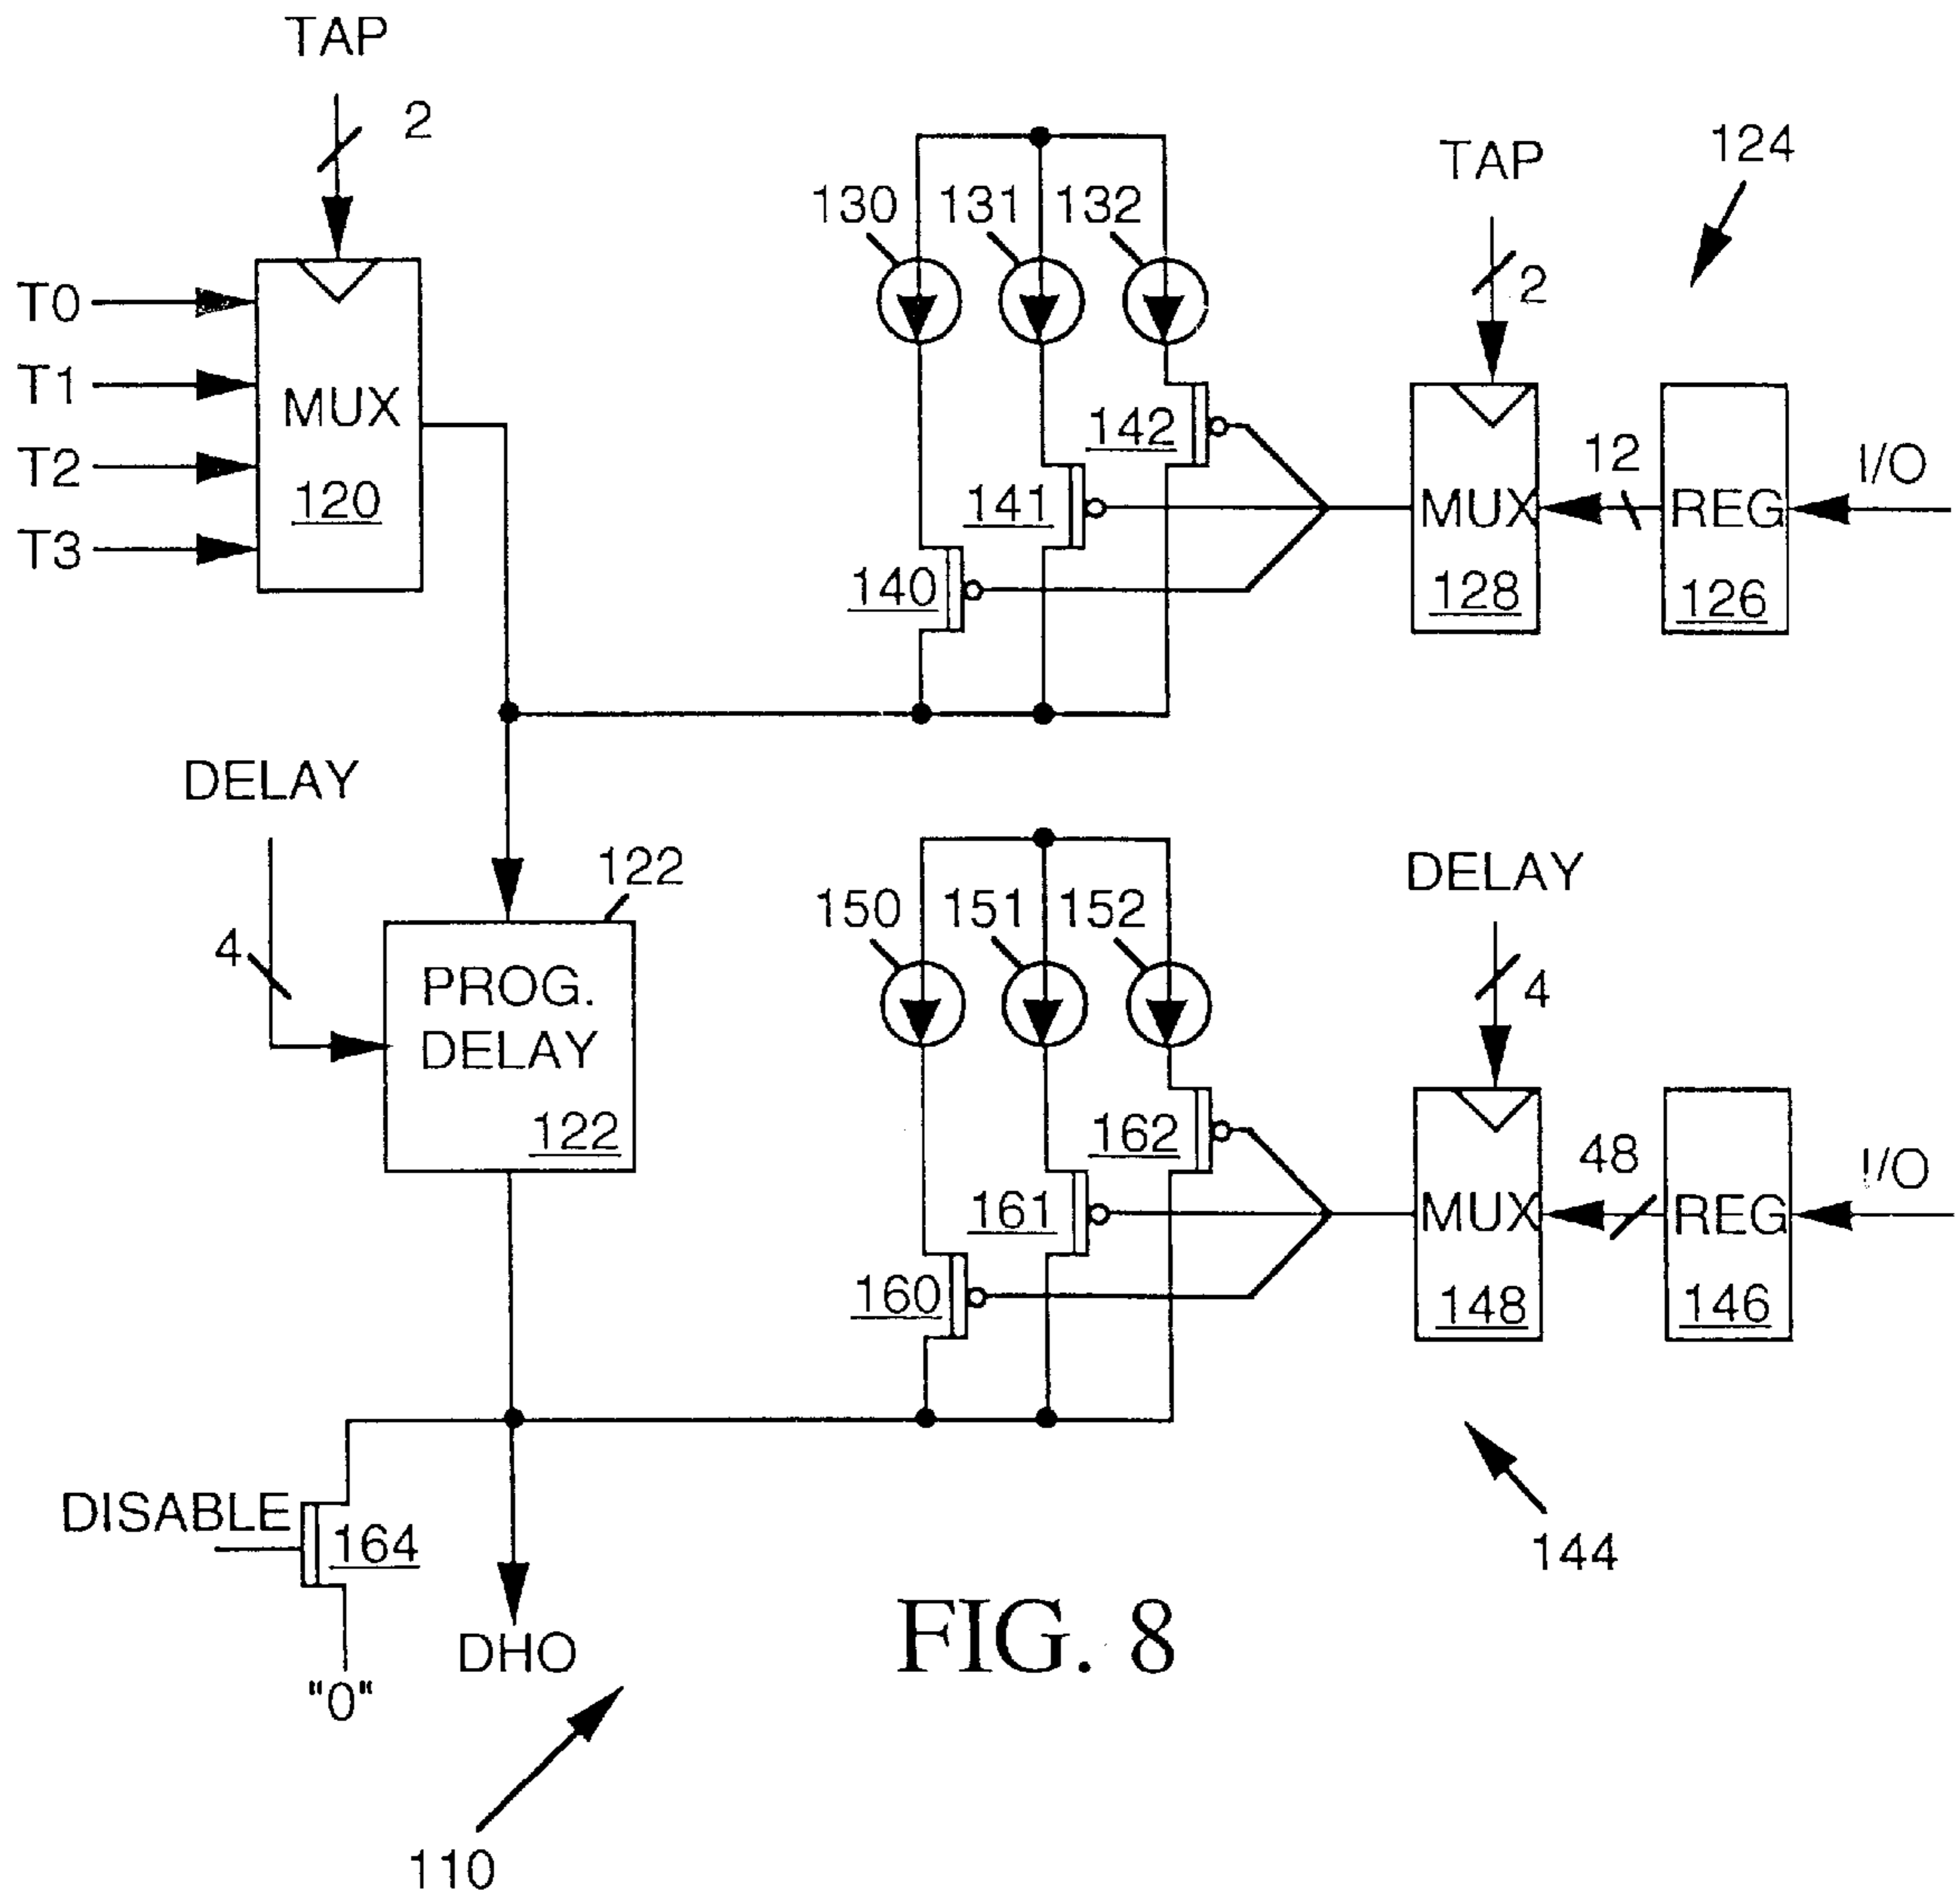 TAP
2
T0
T1
T2
T3
MUX
120
130
131
132
142
141
140
TAP
2
124
MUX
128
12
REG
126
I/O
DELAY
4
122
PROG.
DELAY
122
150
151
152
162
161
160
DELAY
4
MUX
148
48
REG
146
I/O
144
DISABLE
164
"0"
DHO
110
FIG. 8